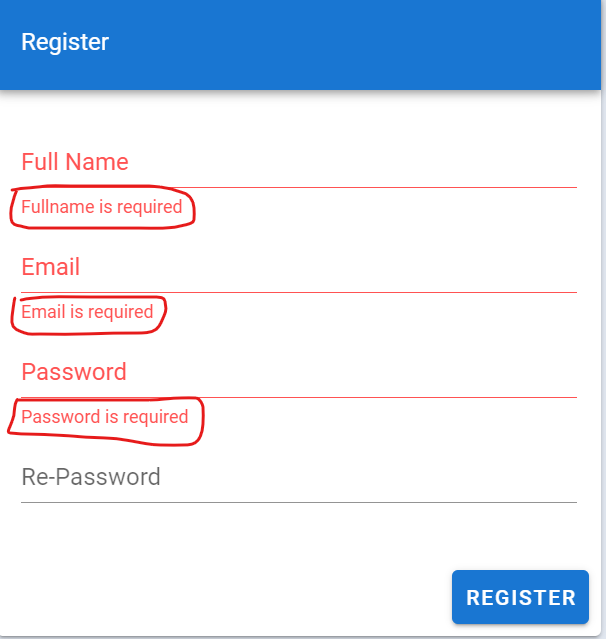 Register
Full Name
Fullname is required
Email
Email is required
Password
Password is required
Re-Password
REGISTER